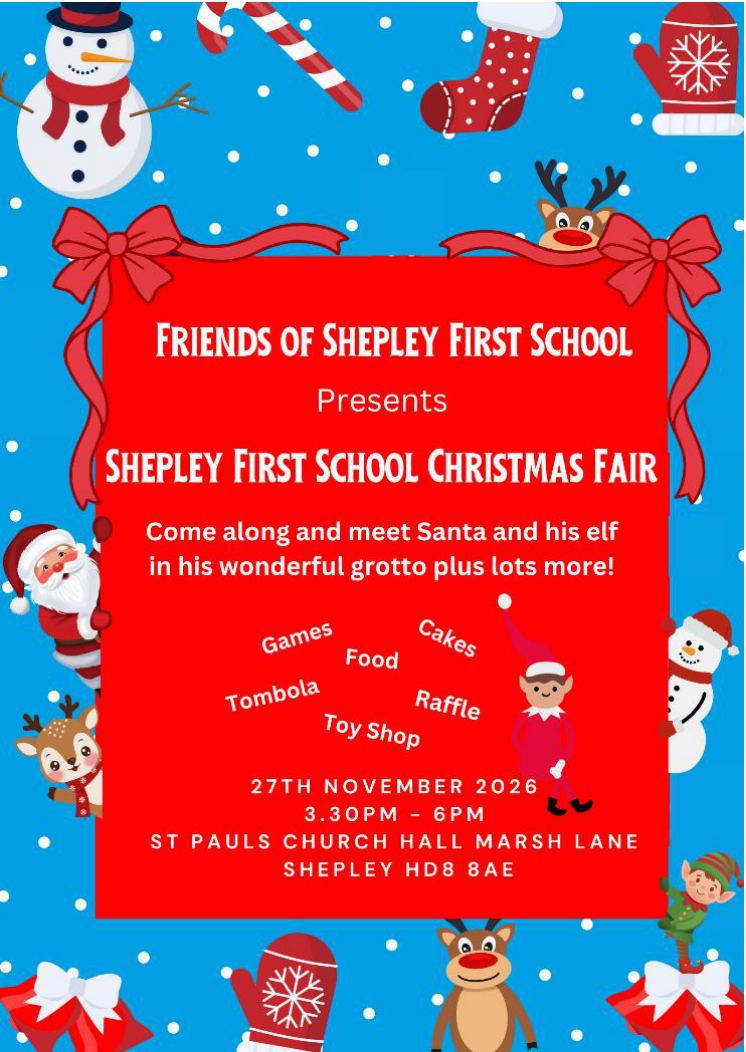 Friends of Shepley First School
Presents
Shepley First School Christmas Fair
Come along and meet Santa and his elf
in his wonderful grotto plus lots more!
Games
Cakes
Food
Tombola
Raffle
Toy Shop
27TH NOVEMBER 2026
3.30PM – 6PM
ST PAULS CHURCH HALL MARSH LANE
SHEPLEY HD8 8AE